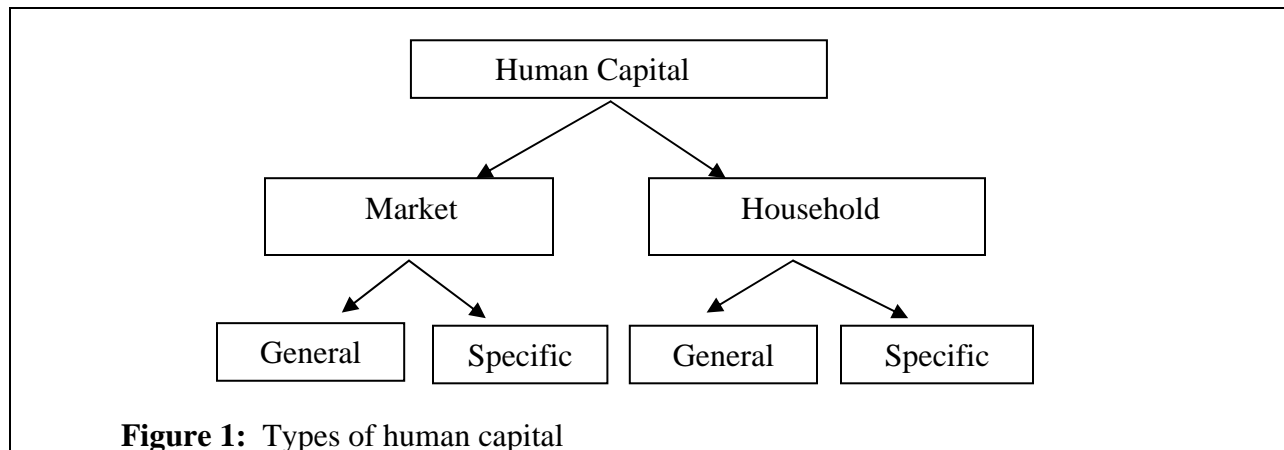 Human Capital
Market
Household
General
Specific
General
Specific
Figure 1: Types of human capital